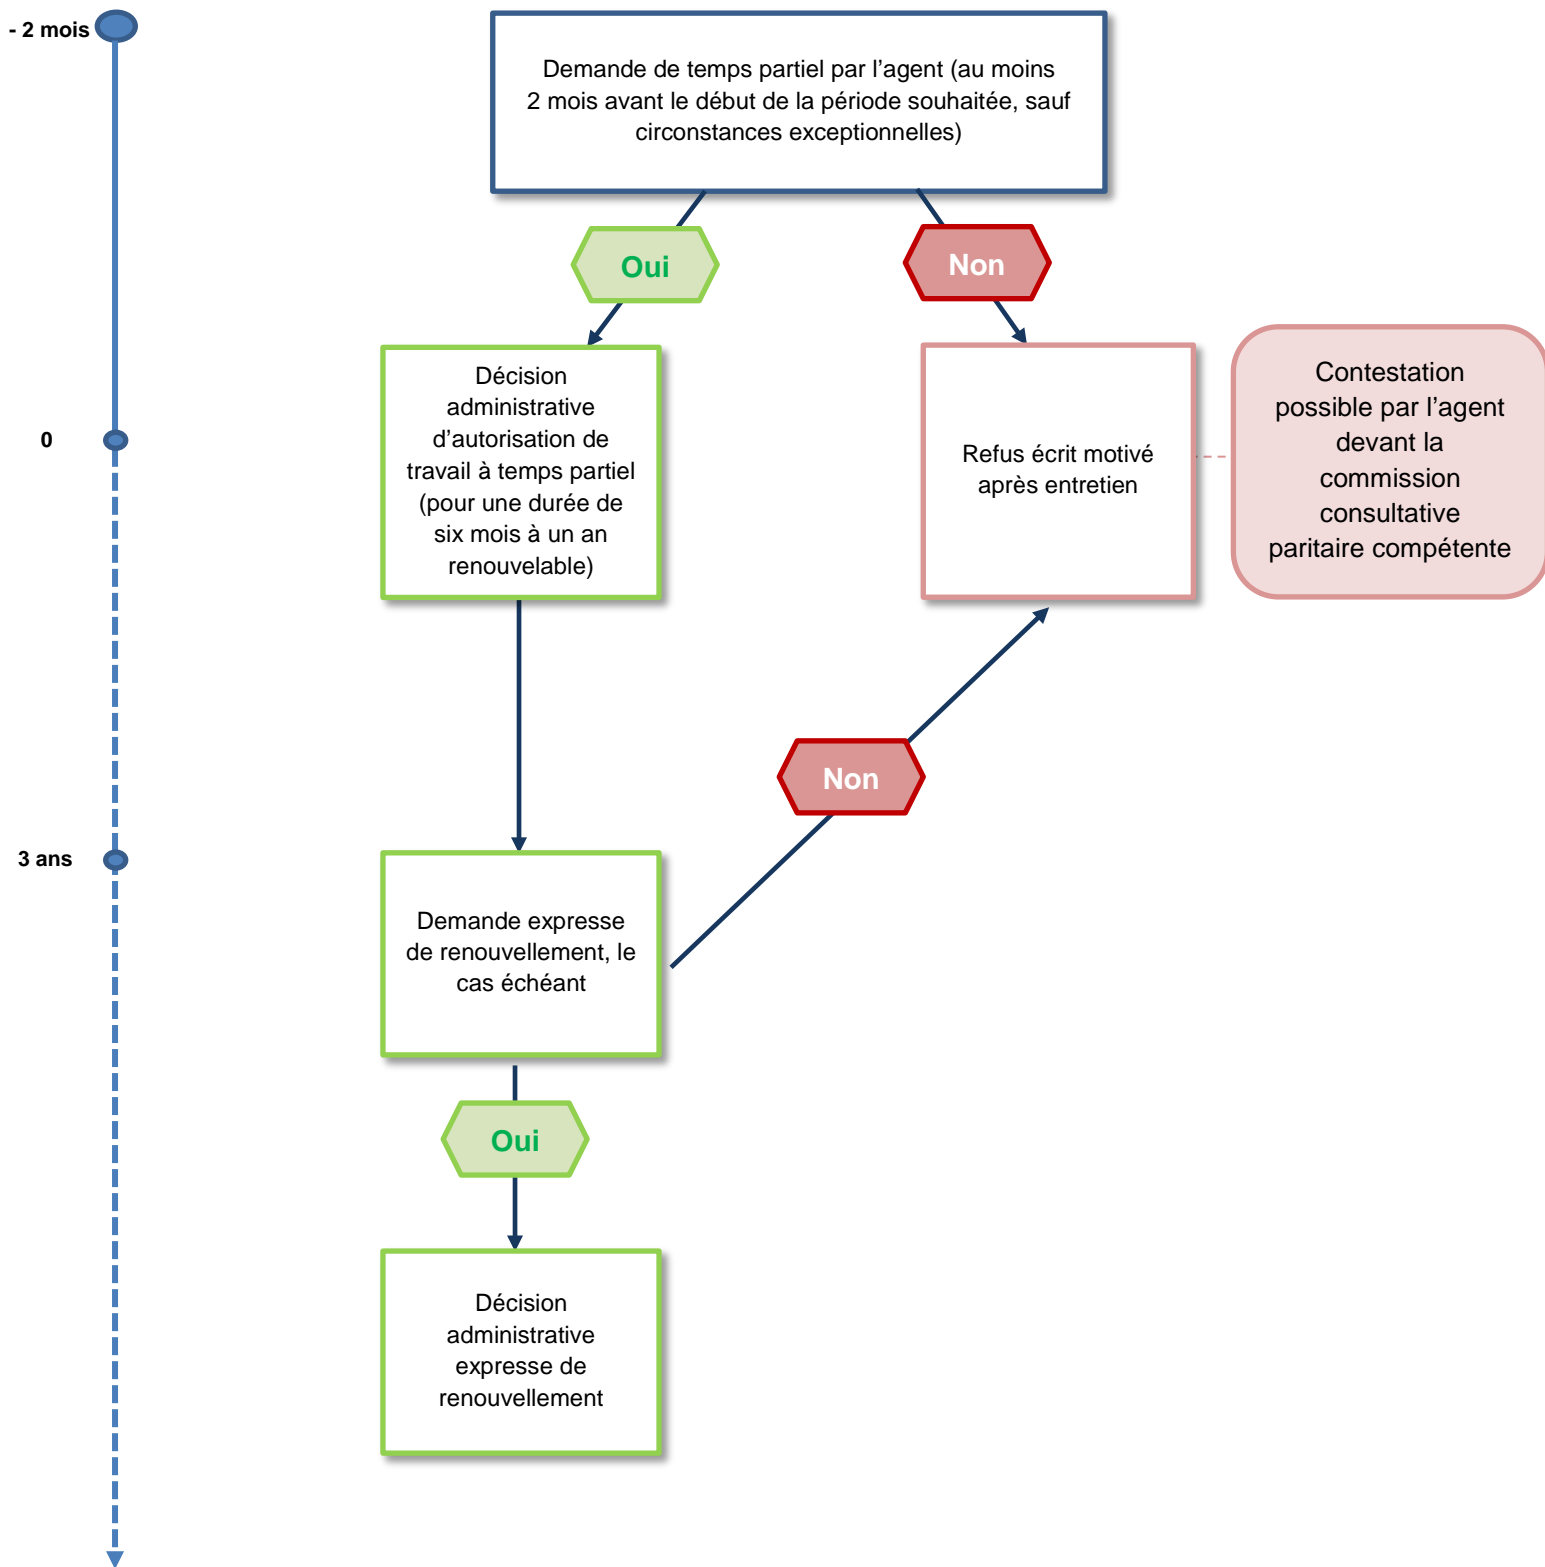 - 2 mois
Demande de temps partiel par l’agent (au moins
2 mois avant le début de la période souhaitée, sauf
circonstances exceptionnelles)
Oui
Non
Décision
administrative
d’autorisation de
travail à temps partiel
(pour une durée de
six mois à un an
renouvelable)
Refus écrit motivé
après entretien
Contestation
possible par l’agent
devant la
commission
consultative
paritaire compétente
0
Non
3 ans
Demande expresse
de renouvellement, le
cas échéant
Oui
Décision
administrative
expresse de
renouvellement